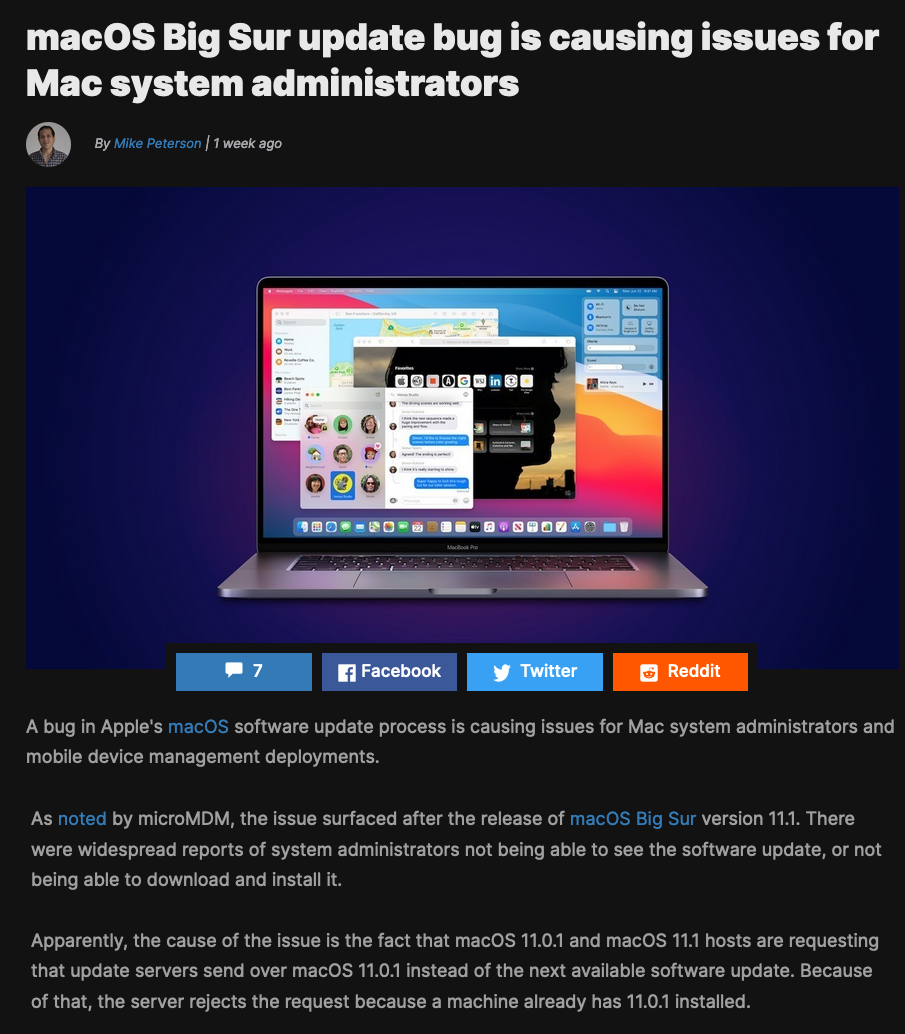 macOS Big Sur update bug is causing issues for
Mac system administrators
By Mike Peterson | 1 week ago
Favorites
MacBook Pro
7
Facebook
Twitter
Reddit
A bug in Apple's macOS software update process is causing issues for Mac system administrators and
mobile device management deployments.
As noted by microMDM, the issue surfaced after the release of macOS Big Sur version 11.1. There
were widespread reports of system administrators not being able to see the software update, or not
being able to download and install it.
Apparently, the cause of the issue is the fact that macOS 11.0.1 and macOS 11.1 hosts are requesting
that update servers send over macOS 11.0.1 instead of the next available software update. Because
of that, the server rejects the request because a machine already has 11.0.1 installed.